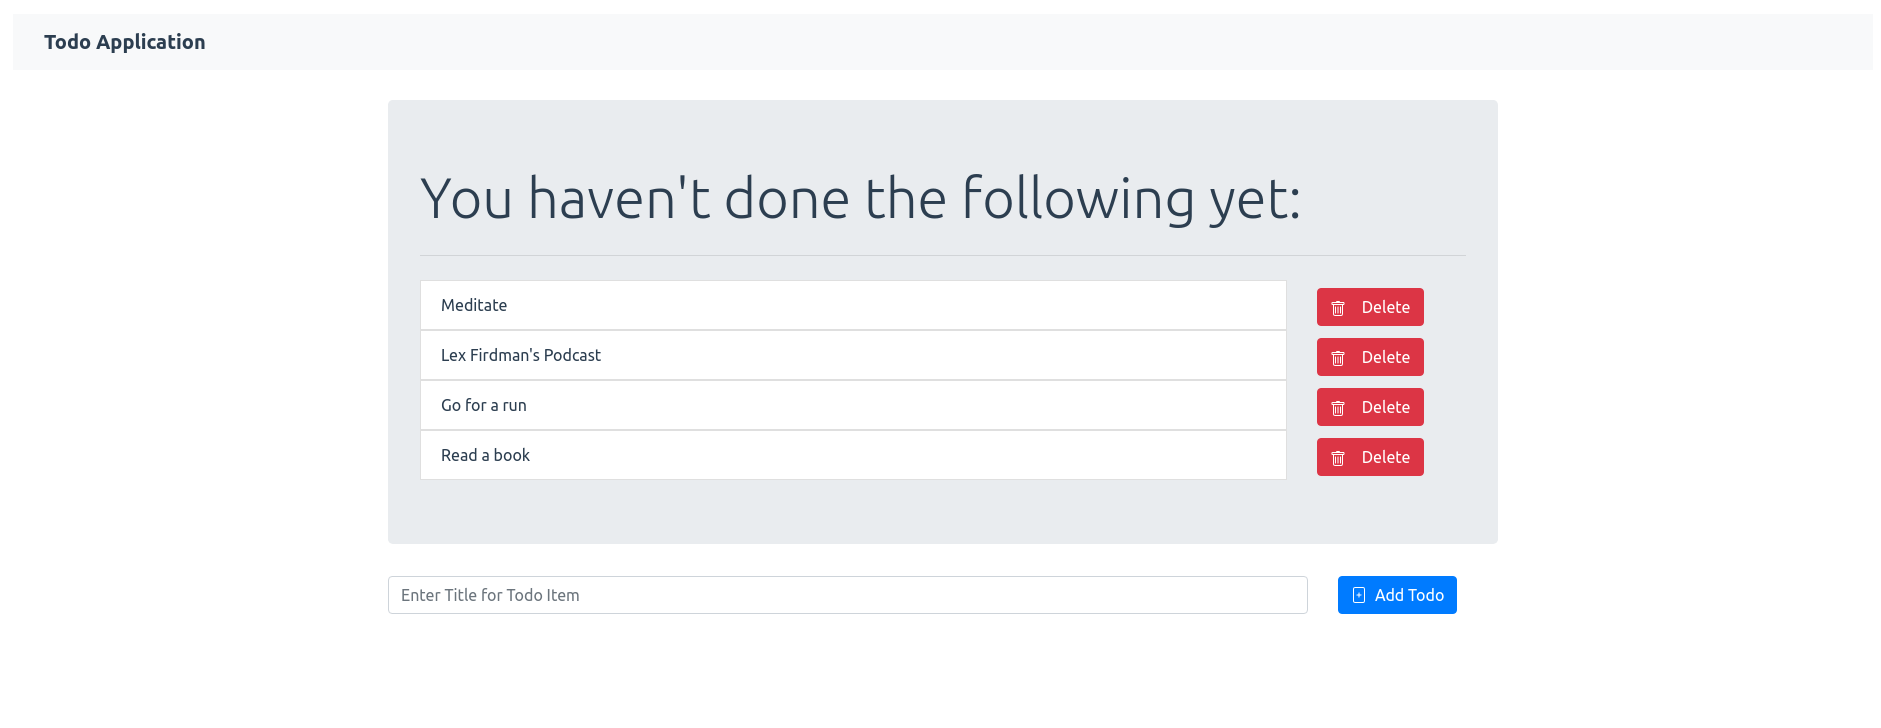 Todo Application
You haven't done the following yet:
Meditate
Delete
Lex Firdman's Podcast
Delete
Go for a run
Delete
Read a book
Delete
Enter Title for Todo Item
Add Todo